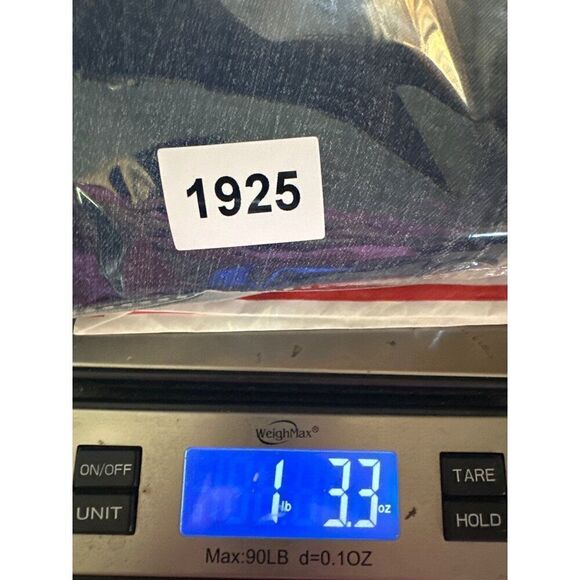 1925
WeighMax®
ON/OFF
UNIT
1 lb 3.3 oz
TARE
HOLD
Max:90LB d=0.1OZ